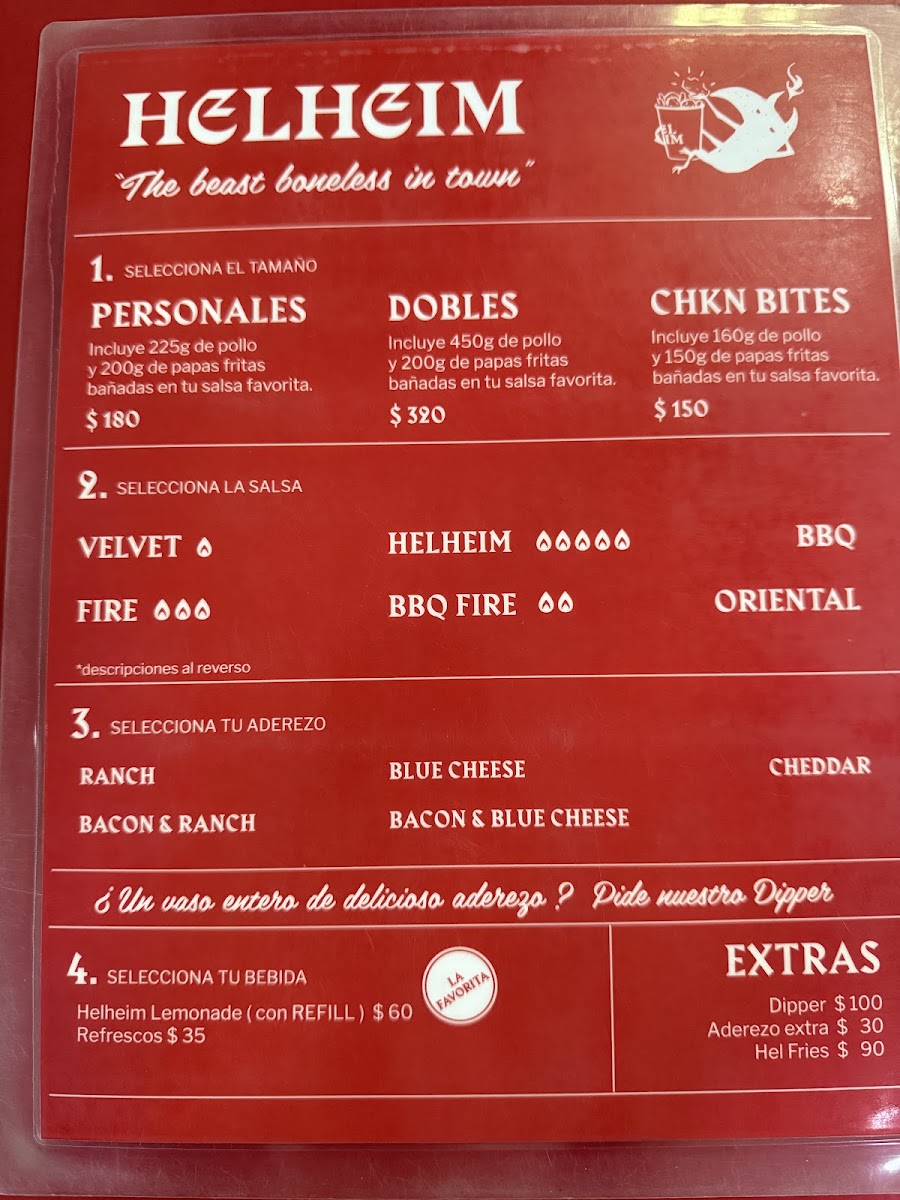 HELHEIM
"The beast boneless in town"
1. SELECCIONA EL TAMAÑO
PERSONALES
Incluye 225g de pollo
y 200g de papas fritas
bañadas en tu salsa favorita.
$ 180
DOBLES
Incluye 450g de pollo
y 200g de papas fritas
bañadas en tu salsa favorita.
$ 320
CHKN BITES
Incluye 160g de pollo
y 150g de papas fritas
bañadas en tu salsa favorita.
$ 150
2. SELECCIONA LA SALSA
VELVET
HELHEIM
BBQ
FIRE
BBQ FIRE
ORIENTAL
*descripciones al reverso
3. SELECCIONA TU ADEREZO
RANCH
BLUE CHEESE
CHEDDAR
BACON & RANCH
BACON & BLUE CHEESE
¿Un vaso entero de delicioso aderezo? Pide nuestro Dipper
4. SELECCIONA TU BEBIDA
Helheim Lemonade ( con REFILL ) $ 60
Refrescos $ 35
LA
FAVORITA
EXTRAS
Dipper $ 100
Aderezo extra $ 30
Hel Fries $ 90